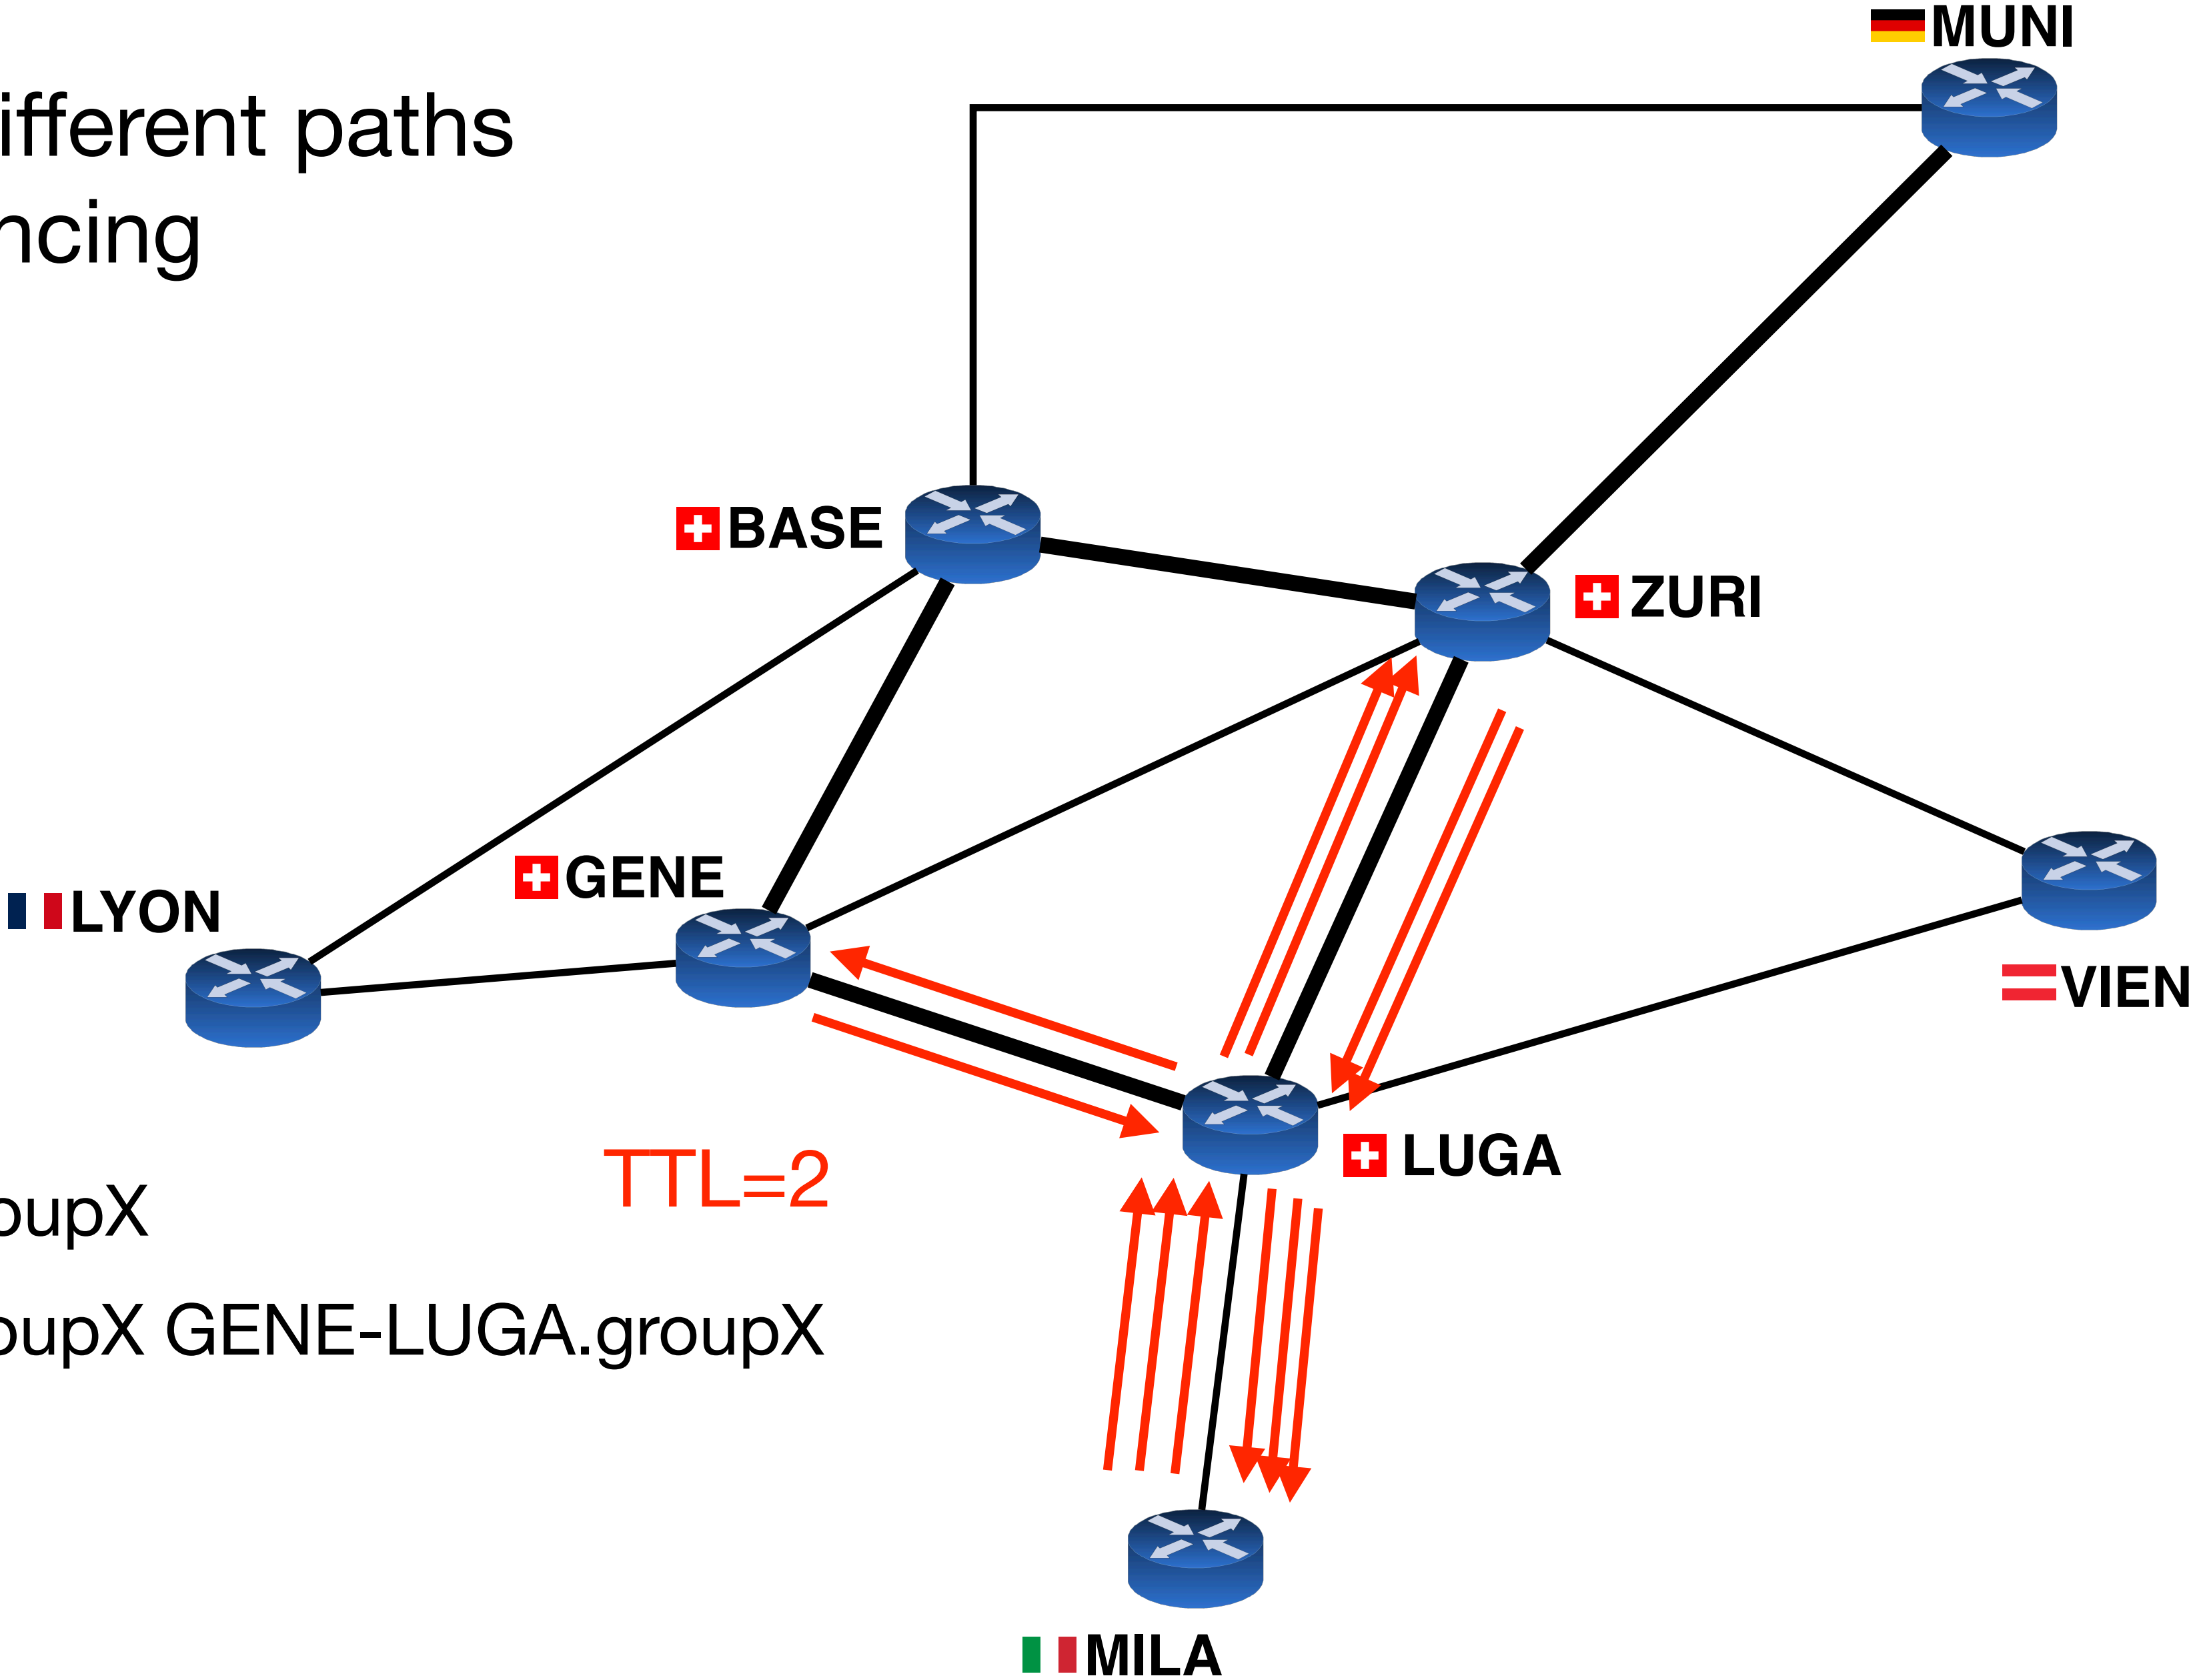 MUNI
ifferent paths
ncing
BASE
ZURI
GENE
LYON
VIEN
LUGA
TTL=2
oupX
oupX GENE-LUGA.groupX
MILA